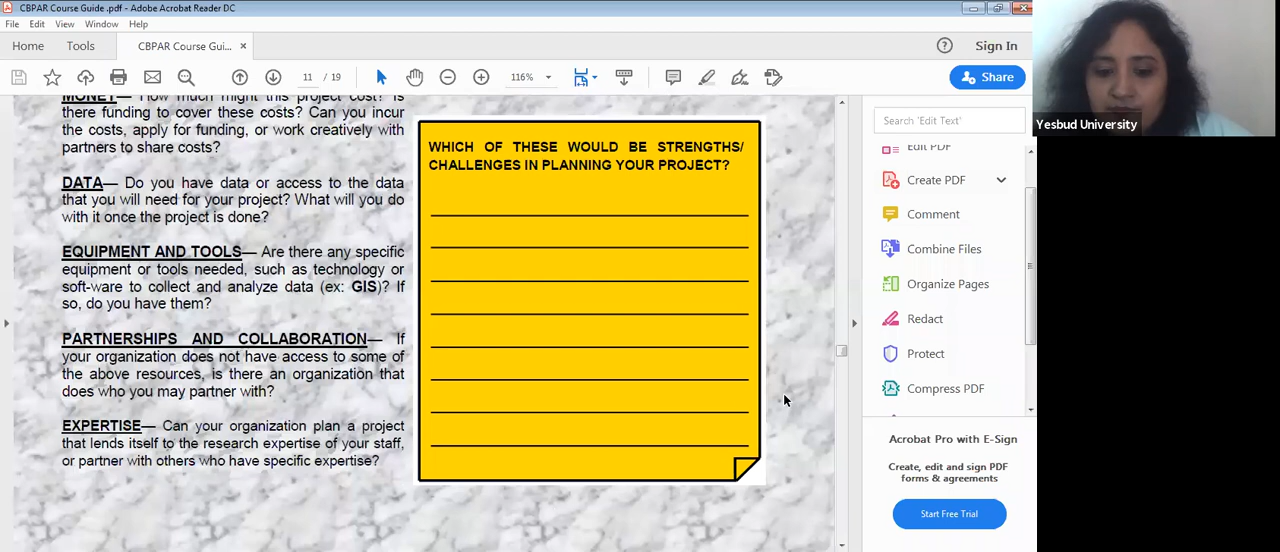 CBPAR Course Guide .pdf - Adobe Acrobat Reader DC
File Edit View Window Help
Home Tools CBPAR Course Gui... × Sign In
11 / 19 116% Share
MONEY— How much might this project cost? Is
there funding to cover these costs? Can you incur
the costs, apply for funding, or work creatively with
partners to share costs?
DATA— Do you have data or access to the data
that you will need for your project? What will you do
with it once the project is done?
EQUIPMENT AND TOOLS— Are there any specific
equipment or tools needed, such as technology or
soft-ware to collect and analyze data (ex: GIS)? If
so, do you have them?
PARTNERSHIPS AND COLLABORATION— If
your organization does not have access to some of
the above resources, is there an organization that
does who you may partner with?
EXPERTISE— Can your organization plan a project
that lends itself to the research expertise of your staff,
or partner with others who have specific expertise?
WHICH OF THESE WOULD BE STRENGTHS/
CHALLENGES IN PLANNING YOUR PROJECT?
Search 'Edit Text'
Edit PDF
Create PDF
Comment
Combine Files
Organize Pages
Redact
Protect
Compress PDF
Acrobat Pro with E-Sign
Create, edit and sign PDF
forms & agreements
Start Free Trial
Yesbud University